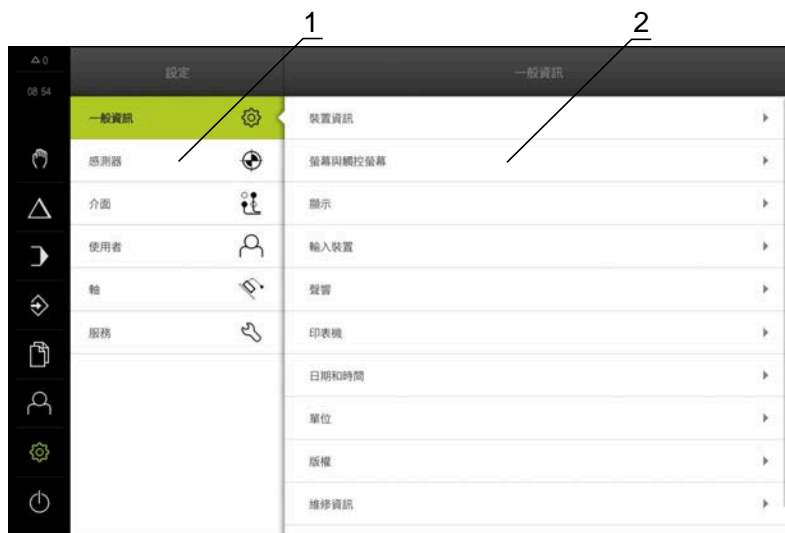 1
2
△ 0
08 54
設定
一般資訊
一般資訊
感測器
介面
使用者
軸
服務
裝置資訊
螢幕與觸控螢幕
顯示
輸入裝置
聲響
印表機
日期和時間
單位
版權
維修資訊